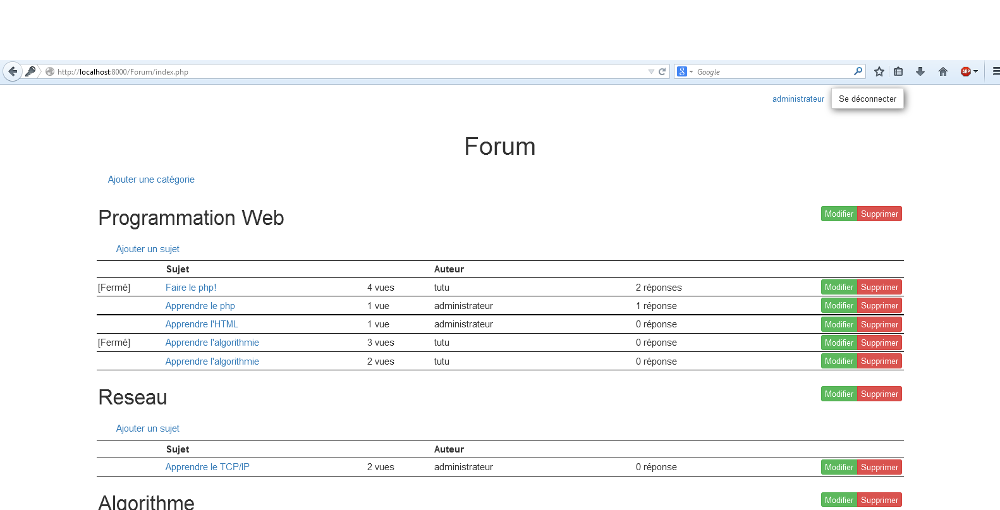 http://localhost:8000/Forum/index.php
8 Google
ABP
administrateur Se déconnecter
Forum
Ajouter une catégorie
Programmation Web Modifier Supprimer
Ajouter un sujet
Sujet Auteur
[Fermé] Faire le php! 4 vues tutu 2 réponses Modifier Supprimer
Apprendre le php 1 vue administrateur 1 réponse Modifier Supprimer
Apprendre l'HTML 1 vue administrateur 0 réponse Modifier Supprimer
[Fermé] Apprendre l'algorithmie 3 vues tutu 0 réponse Modifier Supprimer
Apprendre l'algorithmie 2 vues tutu 0 réponse Modifier Supprimer
Reseau Modifier Supprimer
Ajouter un sujet
Sujet Auteur
Apprendre le TCP/IP 2 vues administrateur 0 réponse Modifier Supprimer
Algorithme Modifier Supprimer